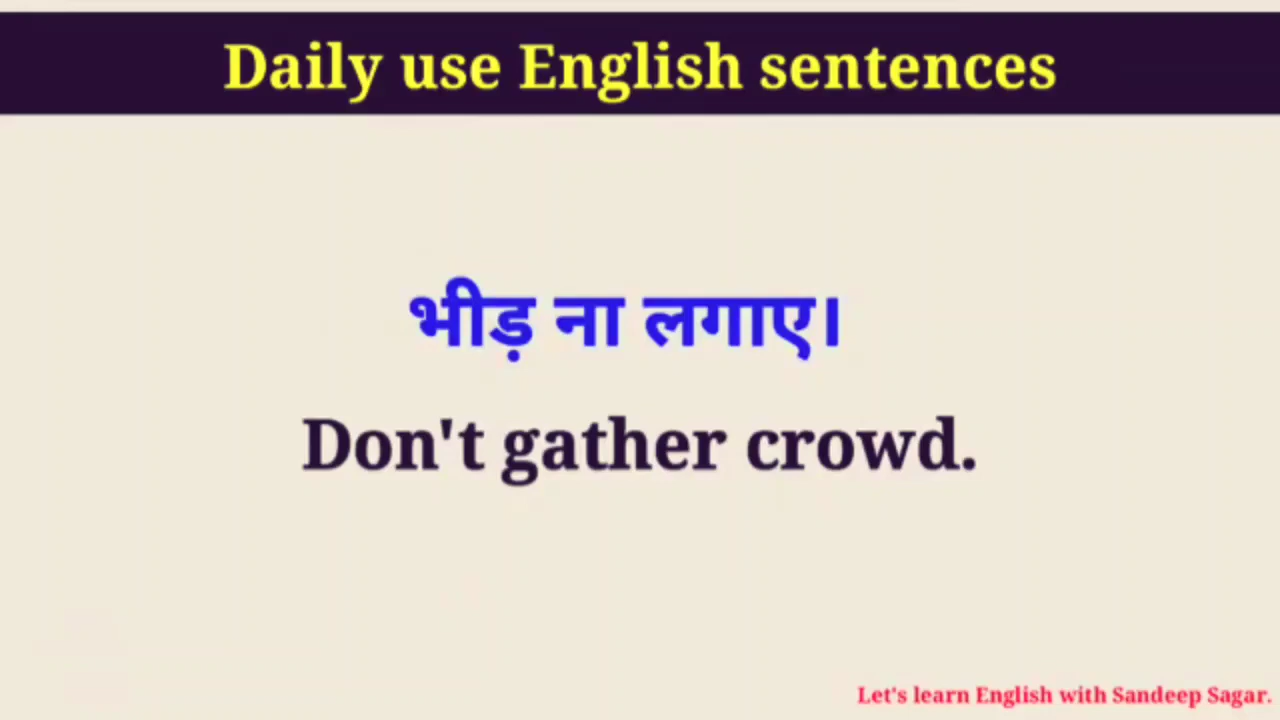 Daily use English sentences
भीड़ ना लगाए।
Don't gather crowd.
Let's learn English with Sandeep Sagar.